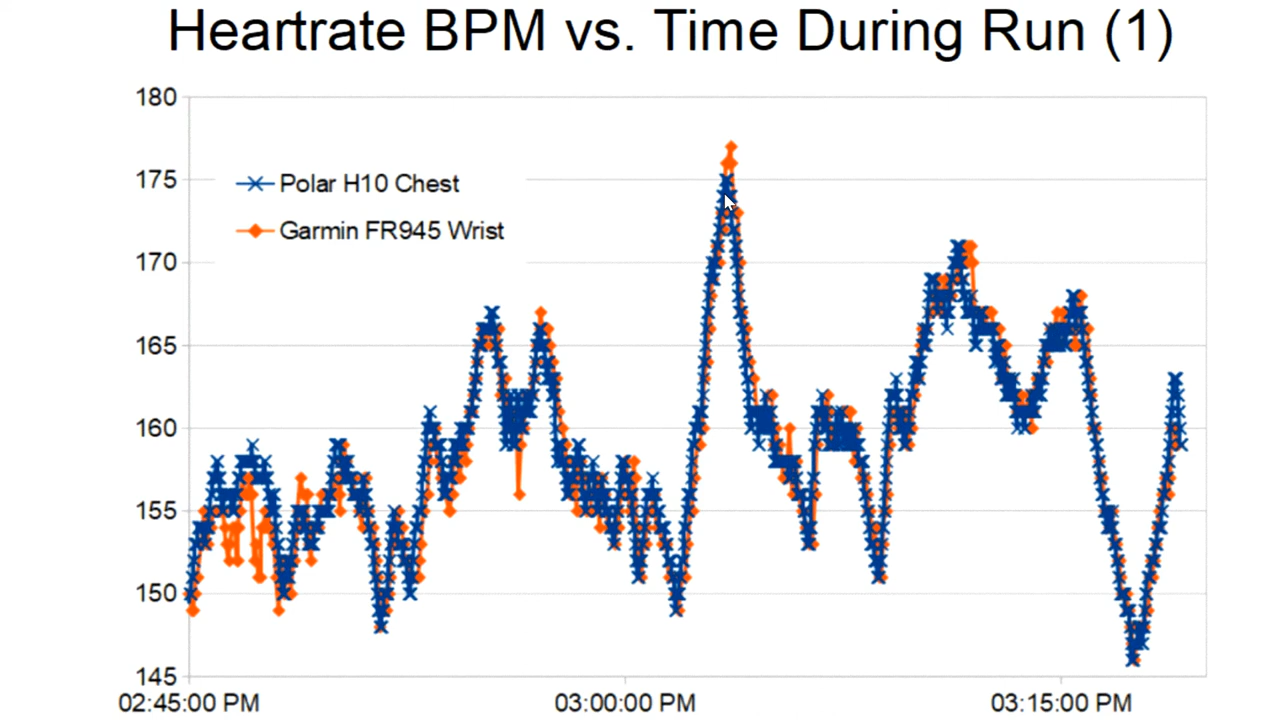 Heartrate BPM vs. Time During Run (1)
180
175
170
165
160
155
150
145
Polar H10 Chest
Garmin FR945 Wrist
02:45:00 PM 03:00:00 PM 03:15:00 PM